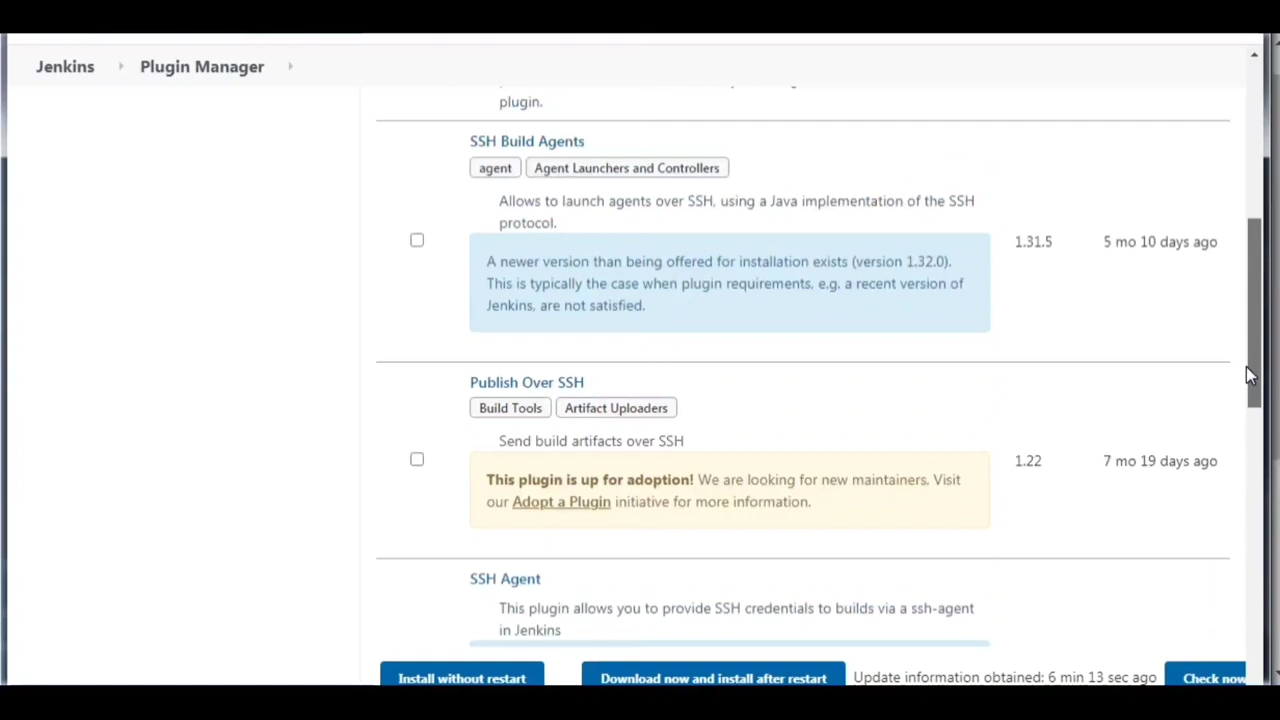 Jenkins
Plugin Manager
plugin.
SSH Build Agents
agent
Agent Launchers and Controllers
Allows to launch agents over SSH, using a Java implementation of the SSH
protocol.
A newer version than being offered for installation exists (version 1.32.0).
This is typically the case when plugin requirements, e.g. a recent version of
Jenkins, are not satisfied.
1.31.5
5 mo 10 days ago
Publish Over SSH
Build Tools
Artifact Uploaders
Send build artifacts over SSH
This plugin is up for adoption! We are looking for new maintainers. Visit
our Adopt a Plugin initiative for more information.
1.22
7 mo 19 days ago
SSH Agent
This plugin allows you to provide SSH credentials to builds via a ssh-agent
in Jenkins
Install without restart
Download now and install after restart
Update information obtained: 6 min 13 sec ago
Check now